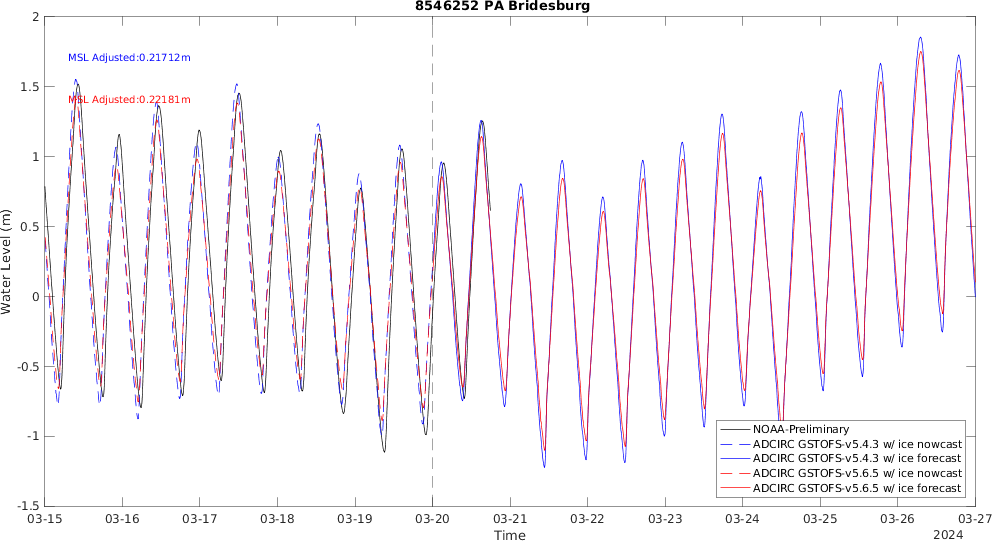 8546252 PA Bridesburg
MSL Adjusted:0.21712m
MSL Adjusted:0.22181m
Water Level (m)
2
1.5
1
0.5
0
-0.5
-1
-1.5
NOAA-Preliminary
ADCIRC GSTOFS-v5.4.3 w/ ice nowcast
ADCIRC GSTOFS-v5.4.3 w/ ice forecast
ADCIRC GSTOFS-v5.6.5 w/ ice nowcast
ADCIRC GSTOFS-v5.6.5 w/ ice forecast
03-15 03-16 03-17 03-18 03-19 03-20 03-21 03-22 03-23 03-24 03-25 03-26 03-27
Time
2024